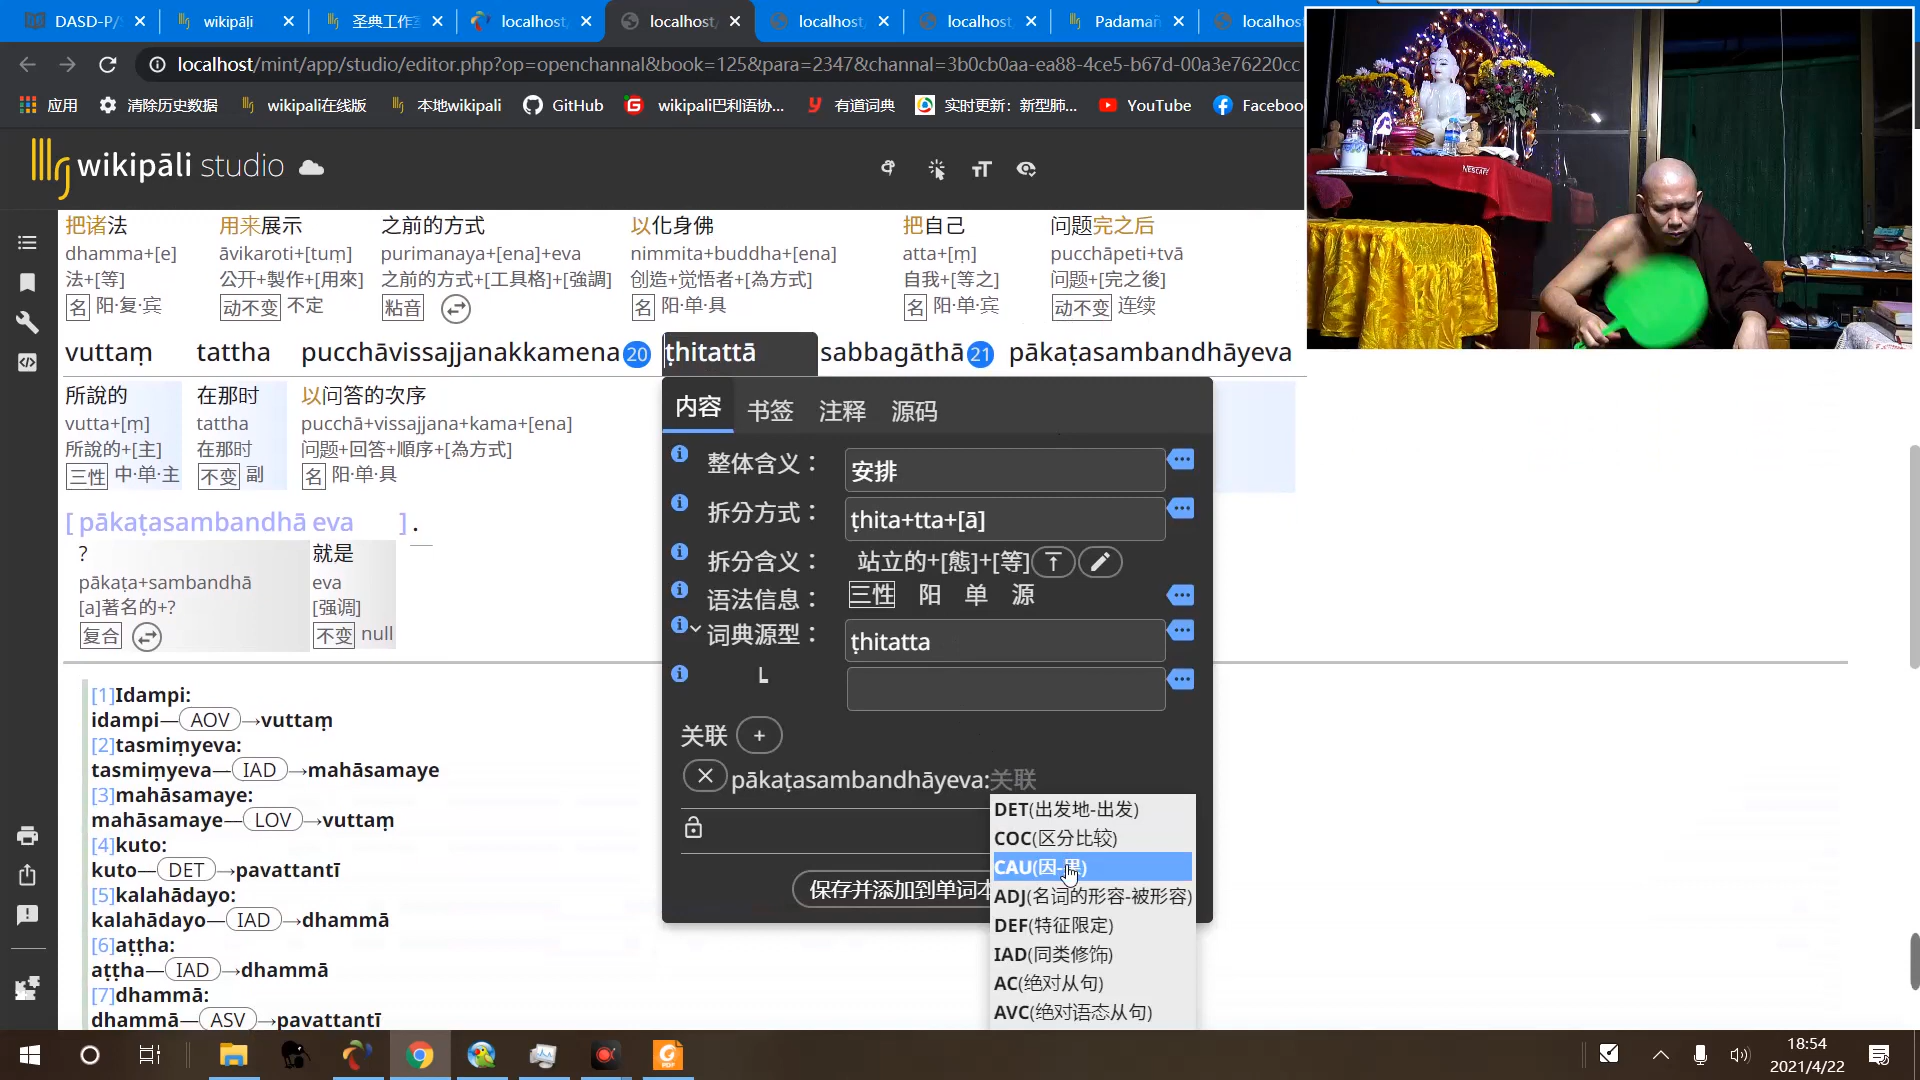 DASD-P/S
wikipāli
圣典工作室
localhost/
localhost,
localhost,
localhost,
Padamañ
localhost
localhost/mint/app/studio/editor.php?op=openchannal&book=125&para=2347&channal=3b0cb0aa-ea88-4ce5-b67d-00a3e76220cc
应用
清除历史数据
wikipali在线版
本地wikipali
GitHub
wikipali巴利语协...
有道词典
实时更新：新型肺...
YouTube
Faceboo
wikipāli studio
NESCAFÉ
把诸法 用来展示 之前的方式 以化身佛 把自己 问题完之后
dhamma+[e] āvikaroti+[tuṃ] purimanaya+[ena]+eva nimmita+buddha+[ena] atta+[ṃ] pucchāpeti+tvā
法+[等] 公开+製作+[用來] 之前的方式+[工具格]+[強調] 创造+觉悟者+[為方式] 自我+[等之] 问题+[完之後]
名 阳·复·宾 动不变 不定 粘音 名 阳·单·具 名 阳·单·宾 动不变 连续
vuttaṃ tattha pucchāvissajjanakkamena 20 ṭhitattā sabbagāthā 21 pākaṭasambandhāyeva
所說的 在那时 以问答的次序
vutta+[ṃ] tattha pucchā+vissajjana+kama+[ena]
所說的+[主] 在那时 问题+回答+順序+[為方式]
三性 中·单·主 不变 副 名 阳·单·具
[ pākaṭasambandhā eva ] .
? 就是
pākaṭa+sambandhā eva
[a]著名的+? [强调]
复合 不变 null
内容 书签 注释 源码
整体含义： 安排
拆分方式： ṭhita+tta+[ā]
拆分含义： 站立的+[態]+[等]
语法信息： 三性 阳 单 源
词典源型： ṭhitatta
┗
关联 +
pākaṭasambandhāyeva:关联
保存并添加到单词本
DET(出发地-出发)
COC(区分比较)
CAU(因-果)
ADJ(名词的形容-被形容)
DEF(特征限定)
IAD(同类修饰)
AC(绝对从句)
AVC(绝对语态从句)
[1]Idampi:
idampi—AOV→vuttaṃ
[2]tasmiṃyeva:
tasmiṃyeva—IAD→mahāsamaye
[3]mahāsamaye:
mahāsamaye—LOV→vuttaṃ
[4]kuto:
kuto—DET→pavattantī
[5]kalahādayo:
kalahādayo—IAD→dhammā
[6]aṭṭha:
aṭṭha—IAD→dhammā
[7]dhammā:
dhammā—ASV→pavattantī
18:54
2021/4/22